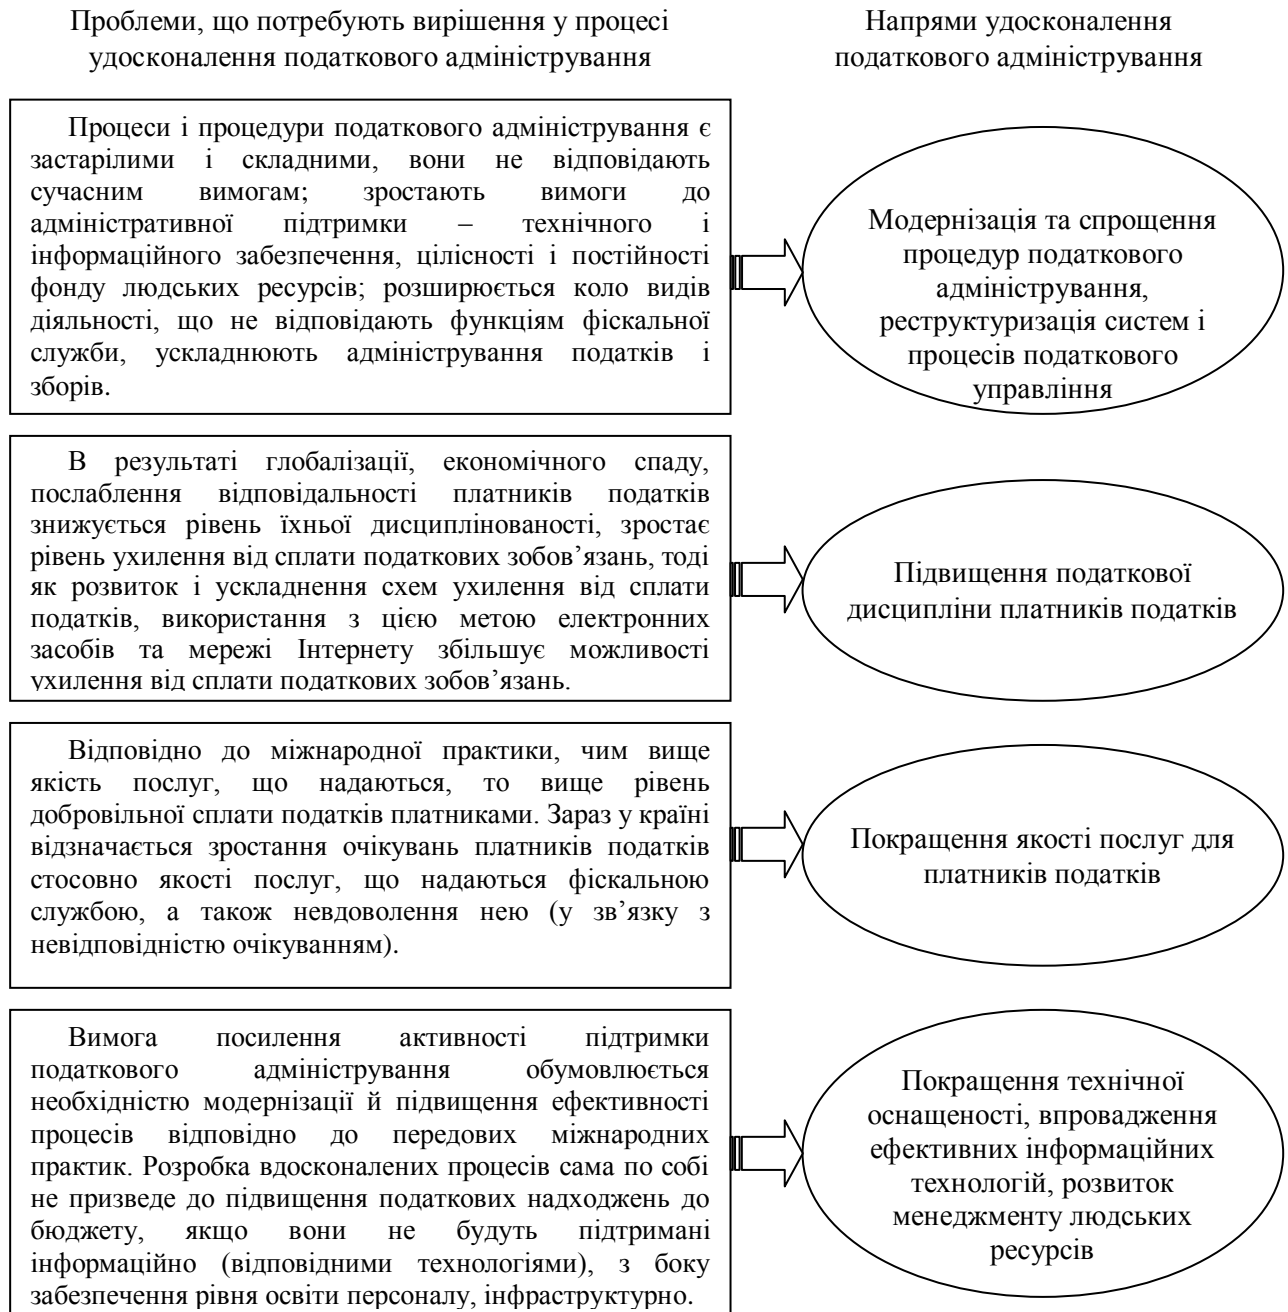 Проблеми, що потребують вирішення у процесі
удосконалення податкового адміністрування
Напрями удосконалення
податкового адміністрування
Процеси і процедури податкового адміністрування є
застарілими і складними, вони не відповідають
сучасним вимогам; зростають вимоги до
адміністративної підтримки – технічного і
інформаційного забезпечення, цілісності і постійності
фонду людських ресурсів; розширюється коло видів
діяльності, що не відповідають функціям фіскальної
служби, ускладнюють адміністрування податків і
зборів.
Модернізація та спрощення
процедур податкового
адміністрування,
реструктуризація систем і
процесів податкового
управління
В результаті глобалізації, економічного спаду,
послаблення відповідальності платників податків
знижується рівень їхньої дисциплінованості, зростає
рівень ухилення від сплати податкових зобов’язань, тоді
як розвиток і ускладнення схем ухилення від сплати
податків, використання з цією метою електронних
засобів та мережі Інтернету збільшує можливості
ухилення від сплати податкових зобов’язань.
Підвищення податкової
дисципліни платників податків
Відповідно до міжнародної практики, чим вище
якість послуг, що надаються, то вище рівень
добровільної сплати податків платниками. Зараз у країні
відзначається зростання очікувань платників податків
стосовно якості послуг, що надаються фіскальною
службою, а також невдоволення нею (у зв’язку з
невідповідністю очікуванням).
Покращення якості послуг для
платників податків
Вимога посилення активності підтримки
податкового адміністрування обумовлюється
необхідністю модернізації й підвищення ефективності
процесів відповідно до передових міжнародних
практик. Розробка вдосконалених процесів сама по собі
не призведе до підвищення податкових надходжень до
бюджету, якщо вони не будуть підтримані
інформаційно (відповідними технологіями), з боку
забезпечення рівня освіти персоналу, інфраструктурно.
Покращення технічної
оснащеності, впровадження
ефективних інформаційних
технологій, розвиток
менеджменту людських
ресурсів